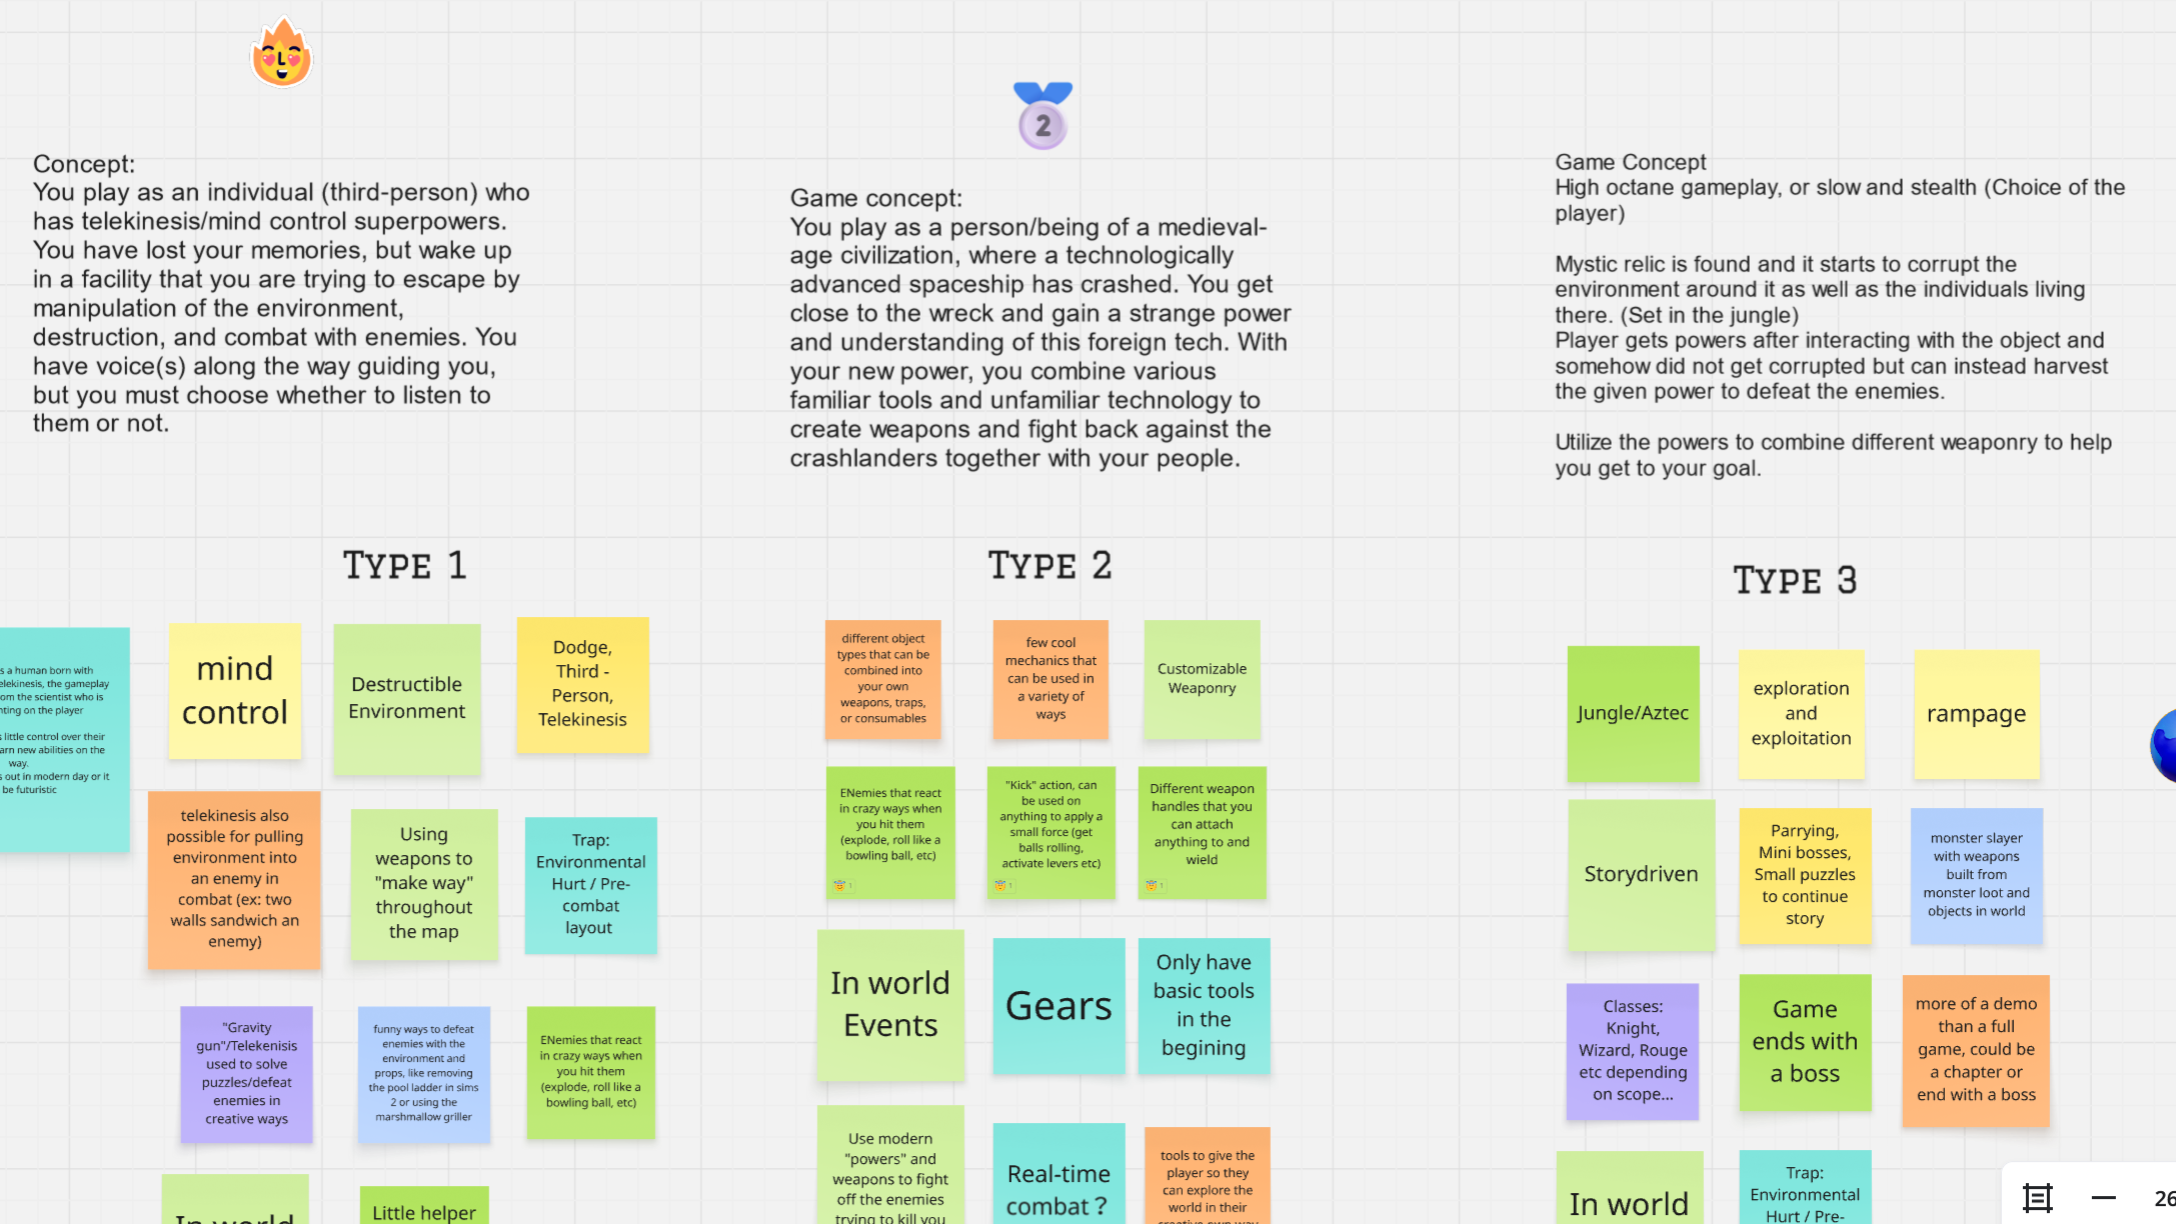 2
Concept:
You play as an individual (third-person) who
has telekinesis/mind control superpowers.
You have lost your memories, but wake up
in a facility that you are trying to escape by
manipulation of the environment,
destruction, and combat with enemies. You
have voice(s) along the way guiding you,
but you must choose whether to listen to
them or not.
Game concept:
You play as a person/being of a medieval-
age civilization, where a technologically
advanced spaceship has crashed. You get
close to the wreck and gain a strange power
and understanding of this foreign tech. With
your new power, you combine various
familiar tools and unfamiliar technology to
create weapons and fight back against the
crashlanders together with your people.
Game Concept
High octane gameplay, or slow and stealth (Choice of the
player)
Mystic relic is found and it starts to corrupt the
environment around it as well as the individuals living
there. (Set in the jungle)
Player gets powers after interacting with the object and
somehow did not get corrupted but can instead harvest
the given power to defeat the enemies.
Utilize the powers to combine different weaponry to help
you get to your goal.
TYPE 1
s a human born with
elekinesis, the gameplay
om the scientist who is
nting on the player
s little control over their
arn new abilities on the
way.
s out in modern day or it
be futuristic
mind
control
Destructible
Environment
Dodge,
Third -
Person,
Telekinesis
telekinesis also
possible for pulling
environment into
an enemy in
combat (ex: two
walls sandwich an
enemy)
Using
weapons to
"make way"
throughout
the map
Trap:
Environmental
Hurt / Pre-
combat
layout
"Gravity
gun"/Telekenisis
used to solve
puzzles/defeat
enemies in
creative ways
funny ways to defeat
enemies with the
environment and
props, like removing
the pool ladder in sims
2 or using the
marshmallow griller
ENemies that react
in crazy ways when
you hit them
(explode, roll like a
bowling ball, etc)
In world
Little helper
TYPE 2
different object
types that can be
combined into
your own
weapons, traps,
or consumables
few cool
mechanics that
can be used in
a variety of
ways
Customizable
Weaponry
ENemies that react
in crazy ways when
you hit them
(explode, roll like a
bowling ball, etc)
1
"Kick" action, can
be used on
anything to apply a
small force (get
balls rolling,
activate levers etc)
1
Different weapon
handles that you
can attach
anything to and
wield
1
In world
Events
Gears
Only have
basic tools
in the
begining
Use modern
"powers" and
weapons to fight
off the enemies
trying to kill you
Real-time
combat ?
tools to give the
player so they
can explore the
world in their
creative own way
TYPE 3
Jungle/Aztec
exploration
and
exploitation
rampage
Storydriven
Parrying,
Mini bosses,
Small puzzles
to continue
story
monster slayer
with weapons
built from
monster loot and
objects in world
Classes:
Knight,
Wizard, Rouge
etc depending
on scope...
Game
ends with
a boss
more of a demo
than a full
game, could be
a chapter or
end with a boss
In world
Trap:
Environmental
Hurt / Pre-
26